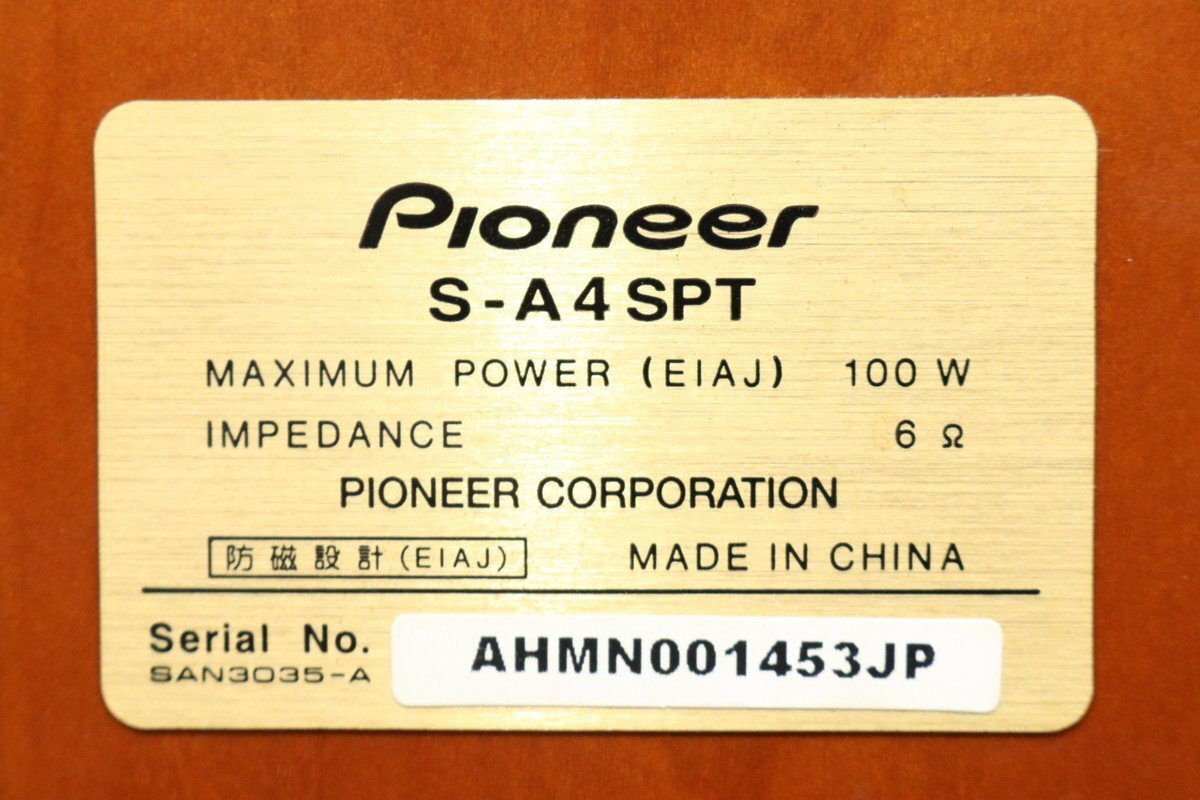 Pioneer
S-A4SPT
MAXIMUM POWER (EIAJ) 100 W
IMPEDANCE 6 Ω
PIONEER CORPORATION
防磁設計(EIAJ) MADE IN CHINA
Serial No. AHMN001453JP
SAN3035-A